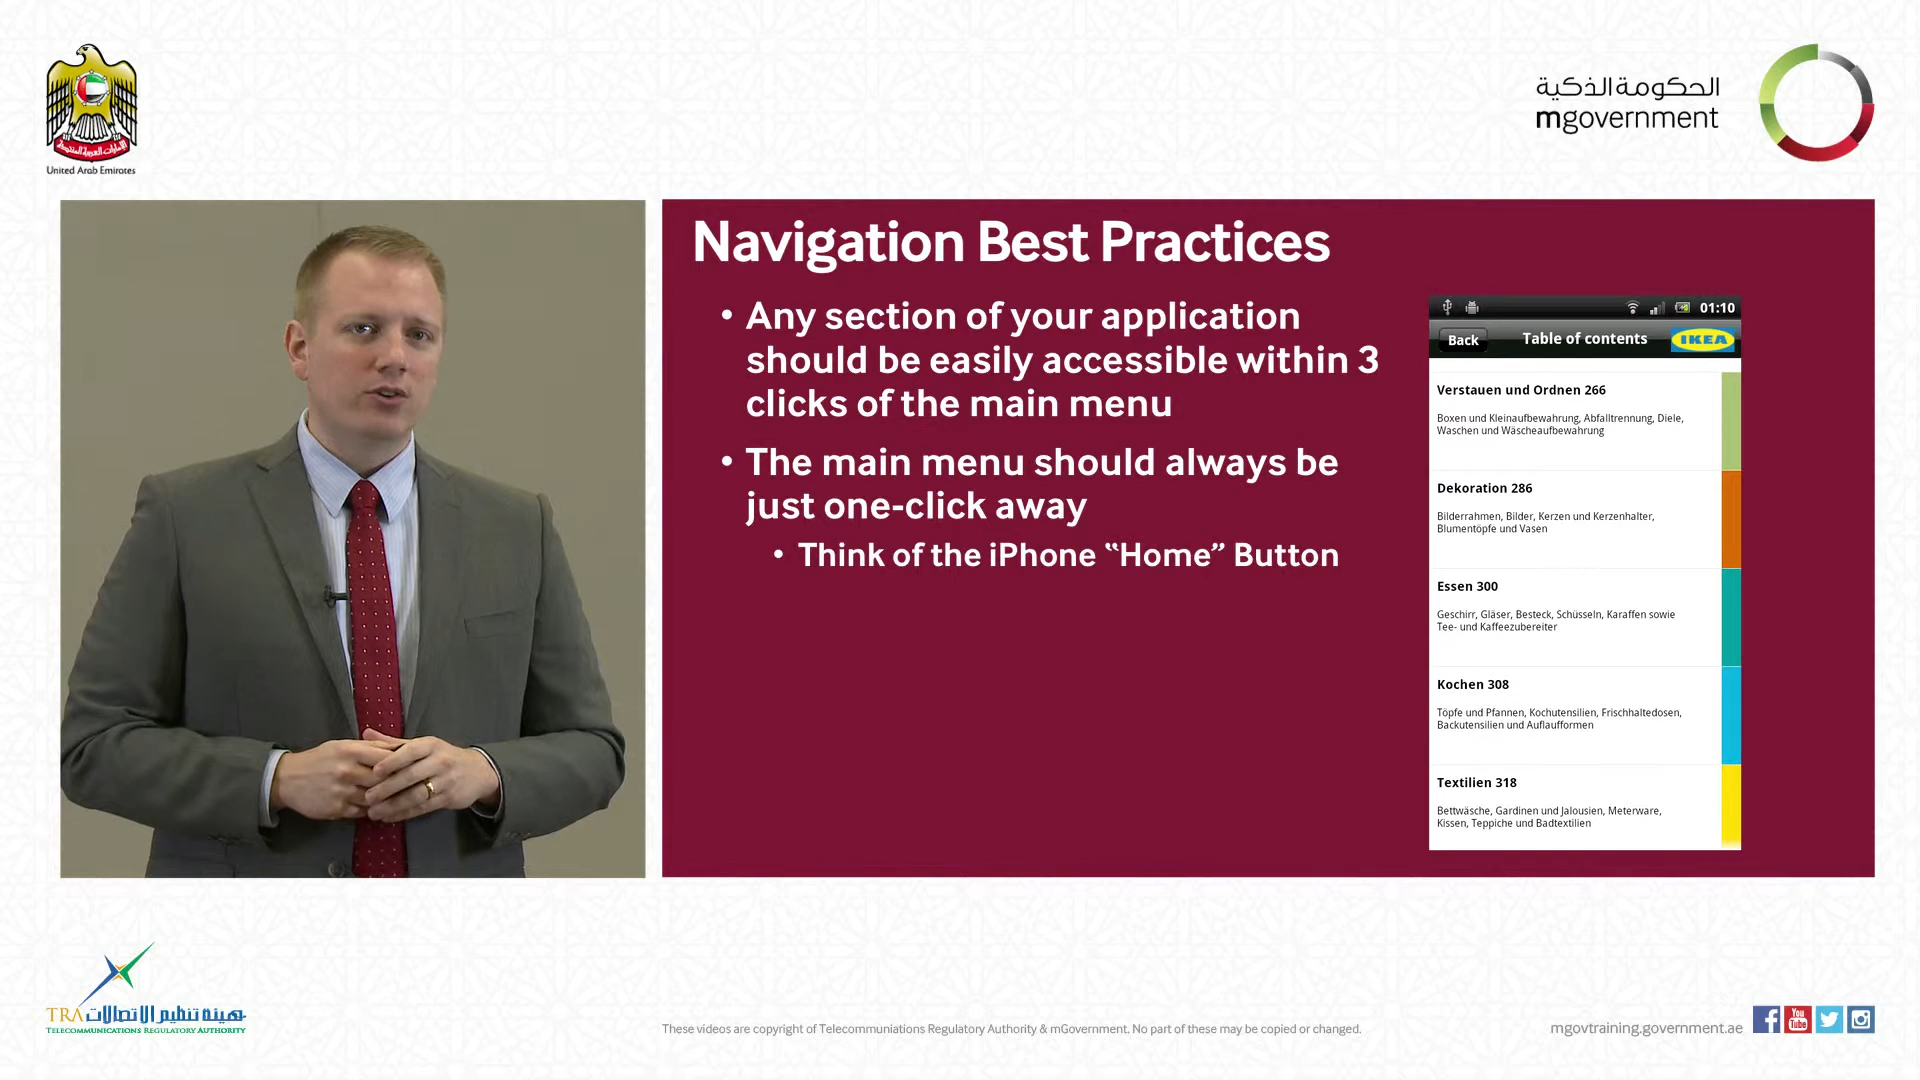 الإمارات العربية المتحدة
United Arab Emirates
الحكومة الذكية
mgovernment
Navigation Best Practices
• Any section of your application
should be easily accessible within 3
clicks of the main menu
• The main menu should always be
just one-click away
• Think of the iPhone “Home” Button
01:10
Back
Table of contents
IKEA
Verstauen und Ordnen 266
Boxen und Kleinaufbewahrung, Abfalltrennung, Diele,
Waschen und Wäscheaufbewahrung
Dekoration 286
Bilderrahmen, Bilder, Kerzen und Kerzenhalter,
Blumentöpfe und Vasen
Essen 300
Geschirr, Gläser, Besteck, Schüsseln, Karaffen sowie
Tee- und Kaffeezubereiter
Kochen 308
Töpfe und Pfannen, Kochutensilien, Frischhaltedosen,
Backutensilien und Auflaufformen
Textilien 318
Bettwäsche, Gardinen und Jalousien, Meterware,
Kissen, Teppiche und Badtextilien
TRA هيئة تنظيم الاتصالات
TELECOMMUNICATIONS REGULATORY AUTHORITY
These videos are copyright of Telecommuniations Regulatory Authority & mGovernment. No part of these may be copied or changed.
mgovtraining.government.ae
You
Tube